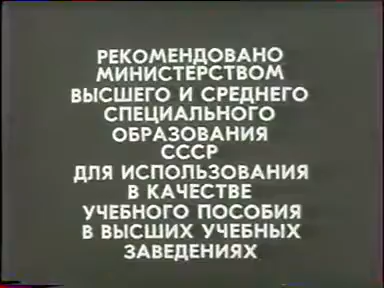 РЕКОМЕНДОВАНО
МИНИСТЕРСТВОМ
ВЫСШЕГО И СРЕДНЕГО
СПЕЦИАЛЬНОГО
ОБРАЗОВАНИЯ
СССР
ДЛЯ ИСПОЛЬЗОВАНИЯ
В КАЧЕСТВЕ
УЧЕБНОГО ПОСОБИЯ
В ВЫСШИХ УЧЕБНЫХ
ЗАВЕДЕНИЯХ